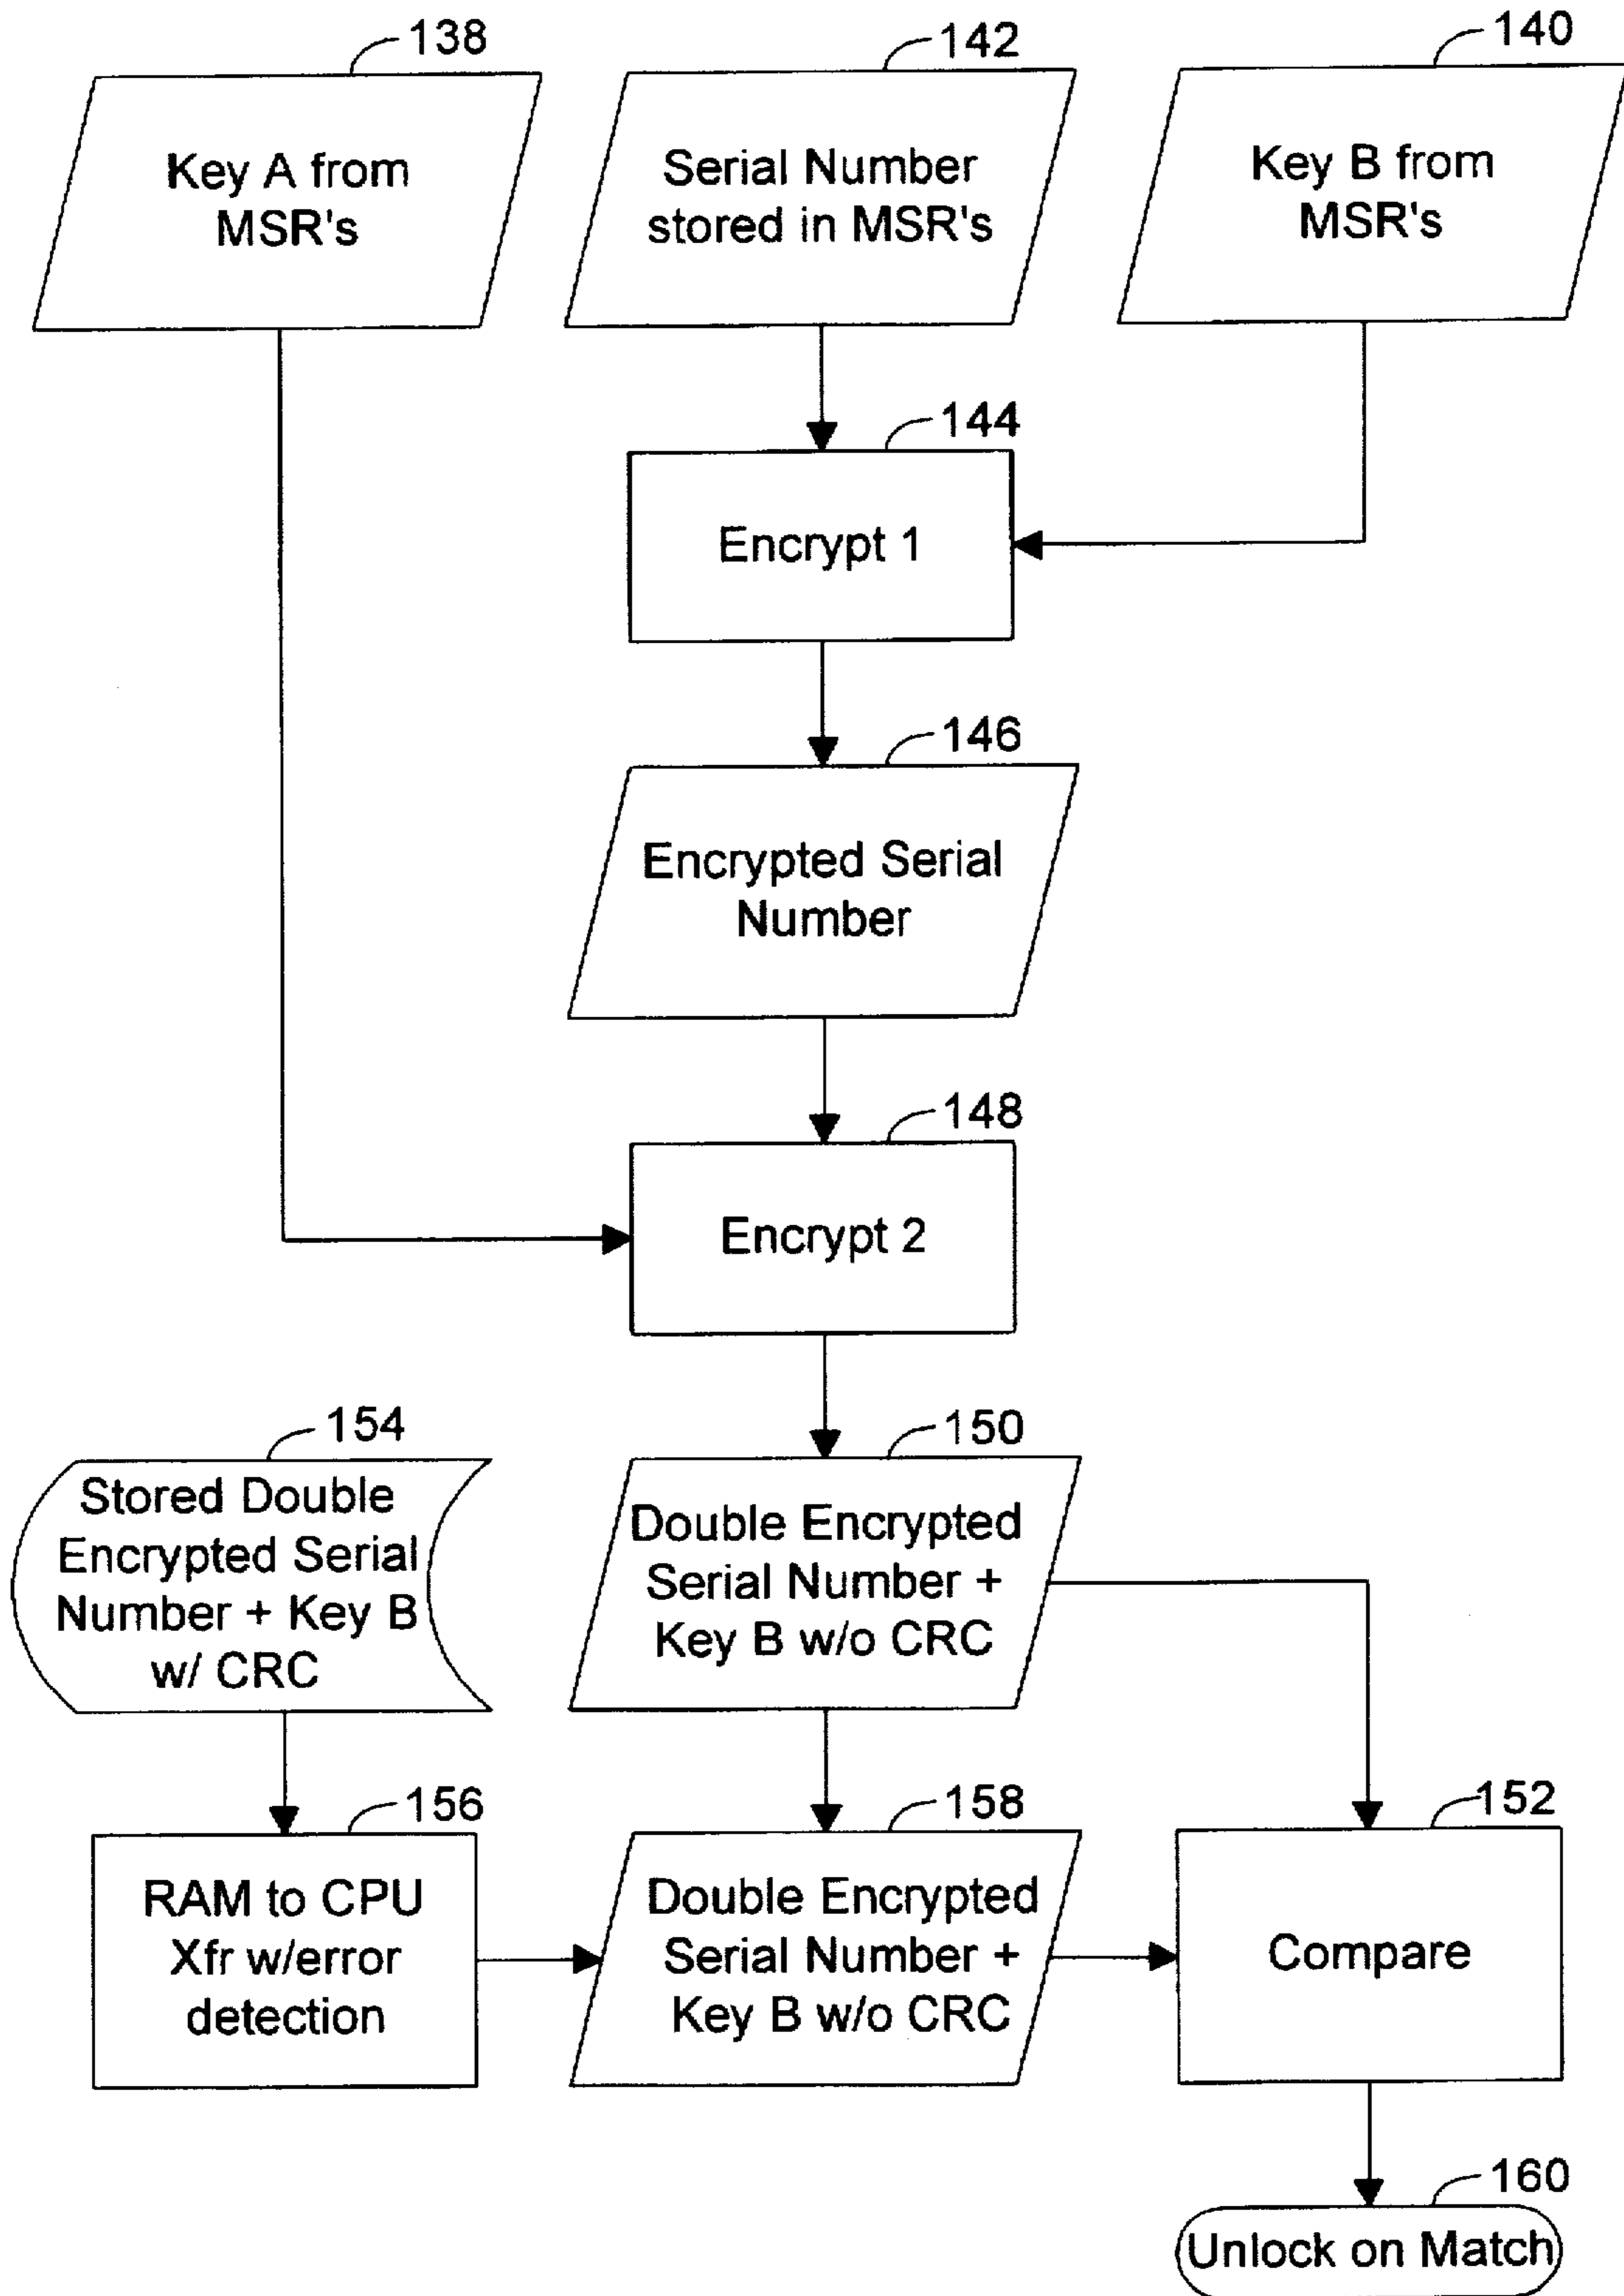 138
142
140
Key A from
MSR's
Serial Number
stored in MSR's
Key B from
MSR's
144
Encrypt 1
146
Encrypted Serial
Number
148
Encrypt 2
154
150
Stored Double
Encrypted Serial
Number + Key B
w/ CRC
Double Encrypted
Serial Number +
Key B w/o CRC
156
158
152
RAM to CPU
Xfr w/error
detection
Double Encrypted
Serial Number +
Key B w/o CRC
Compare
160
Unlock on Match